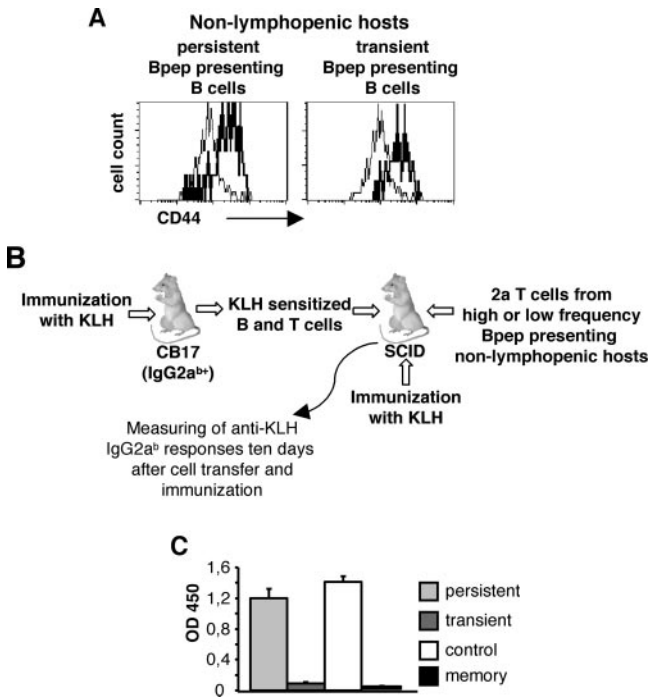 A
Non-lymphopenic hosts
persistent
Bpep presenting
B cells
transient
Bpep presenting
B cells
cell count
CD44
B
Immunization
with KLH
CB17
(IgG2aᵇ⁺)
KLH sensitized
B and T cells
SCID
2a T cells from
high or low frequency
Bpep presenting
non-lymphopenic hosts
Immunization
with KLH
Measuring of anti-KLH
IgG2aᵇ responses ten days
after cell transfer and
immunization
C
OD 450
1,6
1,2
0,8
0,4
0
persistent
transient
control
memory